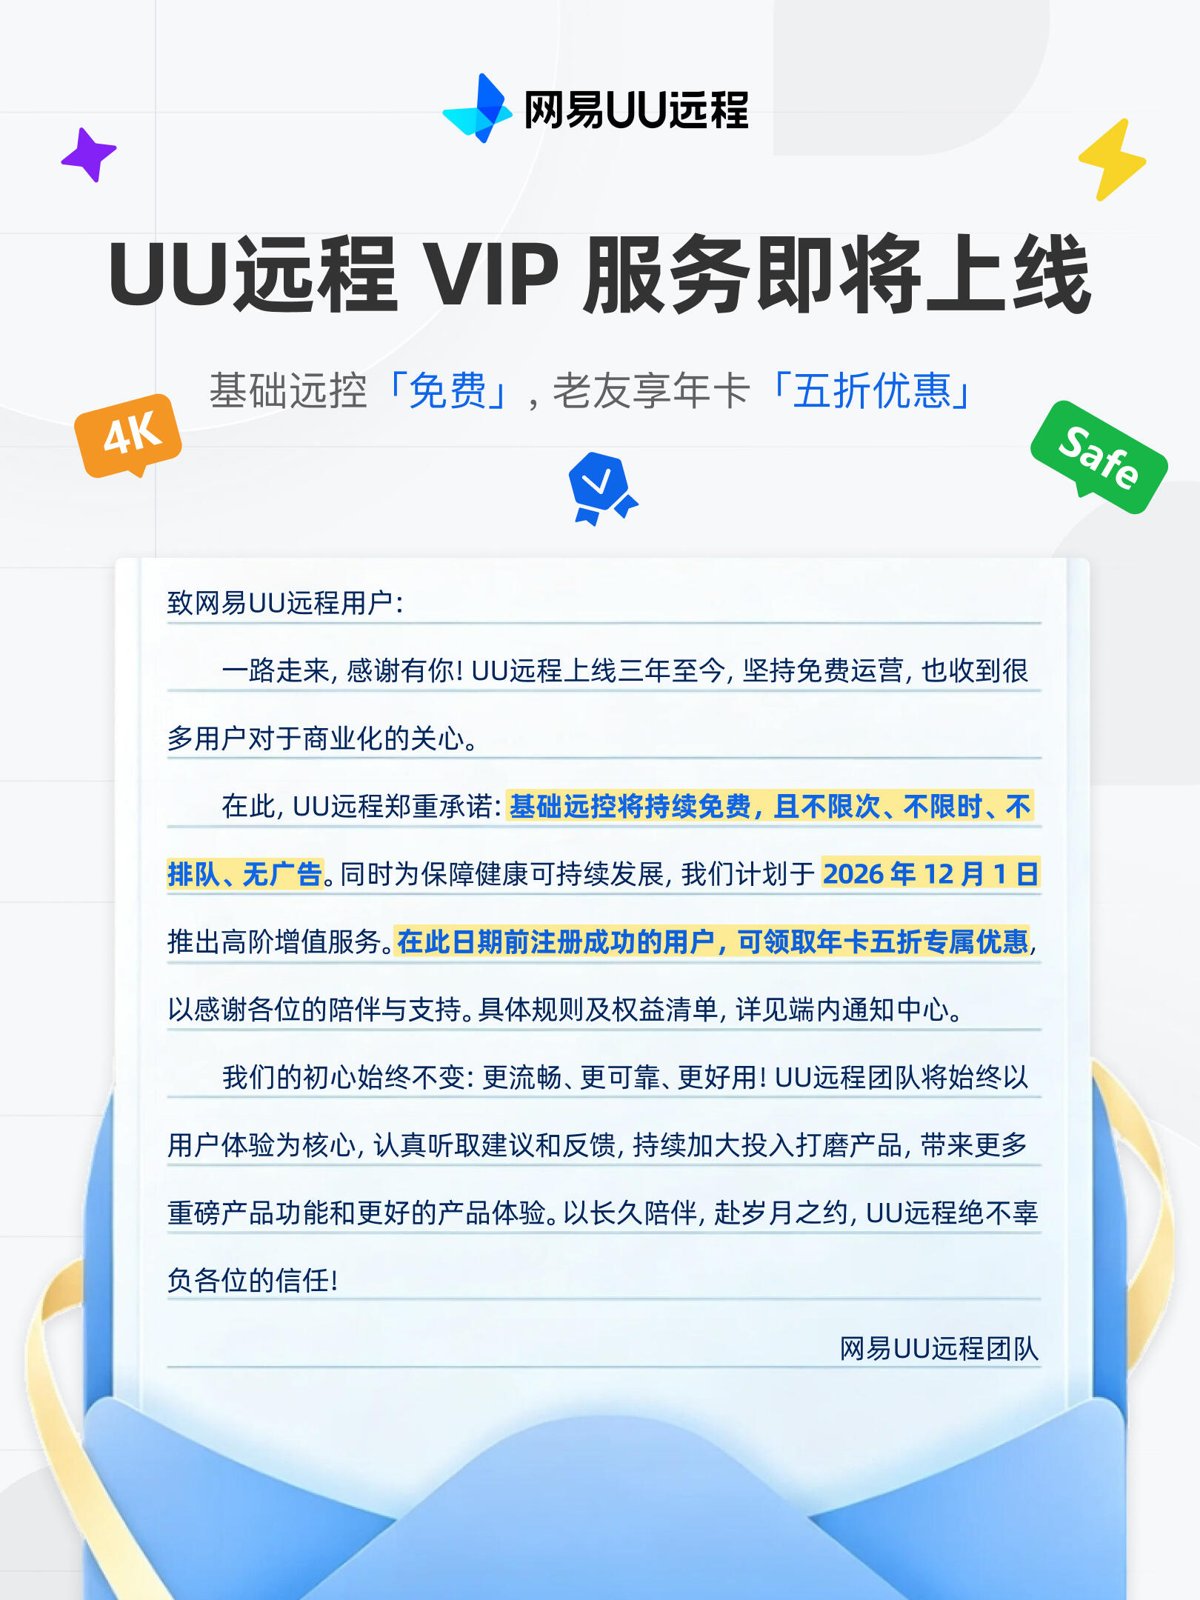 网易UU远程
UU远程 VIP 服务即将上线
基础远控「免费」, 老友享年卡「五折优惠」
4K
Safe
致网易UU远程用户:
一路走来, 感谢有你! UU远程上线三年至今, 坚持免费运营, 也收到很
多用户对于商业化的关心。
在此, UU远程郑重承诺: 基础远控将持续免费, 且不限次、不限时、不
排队、无广告。同时为保障健康可持续发展, 我们计划于 2026 年 12 月 1 日
推出高阶增值服务。在此日期前注册成功的用户, 可领取年卡五折专属优惠,
以感谢各位的陪伴与支持。具体规则及权益清单, 详见端内通知中心。
我们的初心始终不变: 更流畅、更可靠、更好用! UU远程团队将始终以
用户体验为核心, 认真听取建议和反馈, 持续加大投入打磨产品, 带来更多
重磅产品功能和更好的产品体验。以长久陪伴, 赴岁月之约, UU远程绝不辜
负各位的信任!
网易UU远程团队